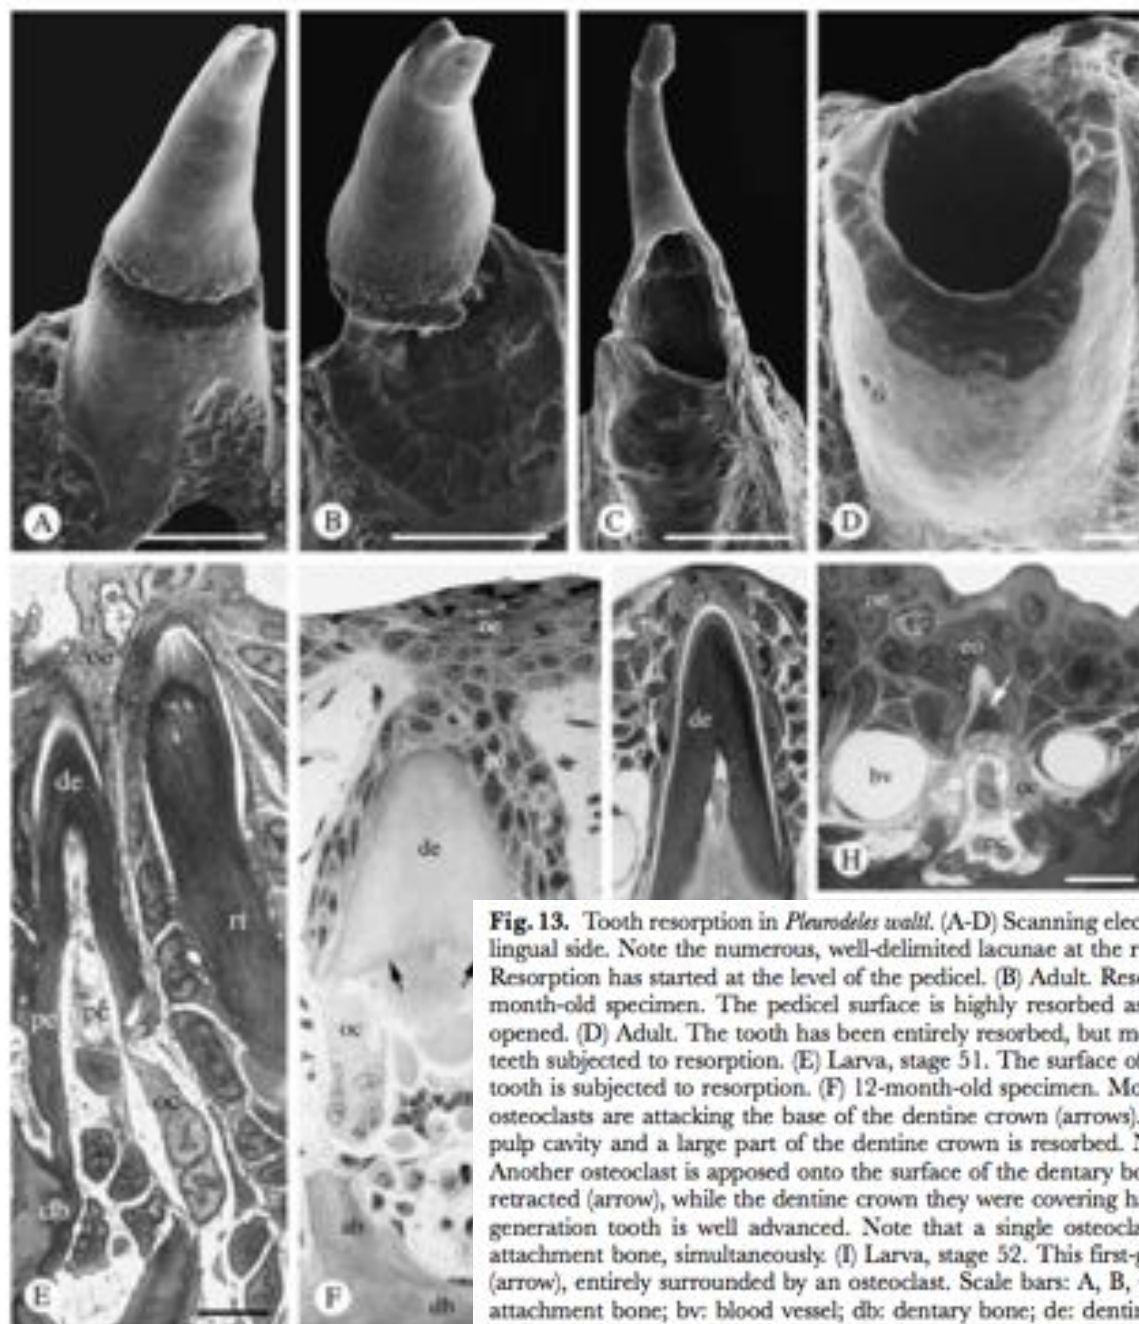 A
B
C
D
de
rt
pe
pc
oc
db
E
oe
de
oc
db
F
de
eo
bv
oc
H
Fig. 13. Tooth resorption in Pleurodeles waltl. (A-D) Scanning elec
lingual side. Note the numerous, well-delimited lacunae at the r
Resorption has started at the level of the pedicel. (B) Adult. Res
month-old specimen. The pedicel surface is highly resorbed as
opened. (D) Adult. The tooth has been entirely resorbed, but m
teeth subjected to resorption. (E) Larva, stage 51. The surface of
tooth is subjected to resorption. (F) 12-month-old specimen. Mo
osteoclasts are attacking the base of the dentine crown (arrows).
pulp cavity and a large part of the dentine crown is resorbed.
Another osteoclast is apposed onto the surface of the dentary bo
retracted (arrow), while the dentine crown they were covering h
generation tooth is well advanced. Note that a single osteocla
attachment bone, simultaneously. (I) Larva, stage 52. This first-g
(arrow), entirely surrounded by an osteoclast. Scale bars: A, B,
attachment bone; bv: blood vessel; db: dentary bone; de: denti